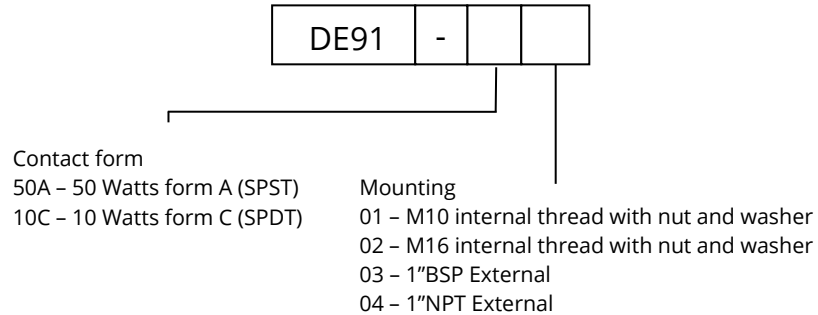 DE91 -
Contact form
50A – 50 Watts form A (SPST)
10C – 10 Watts form C (SPDT)
Mounting
01 – M10 internal thread with nut and washer
02 – M16 internal thread with nut and washer
03 – 1”BSP External
04 – 1”NPT External